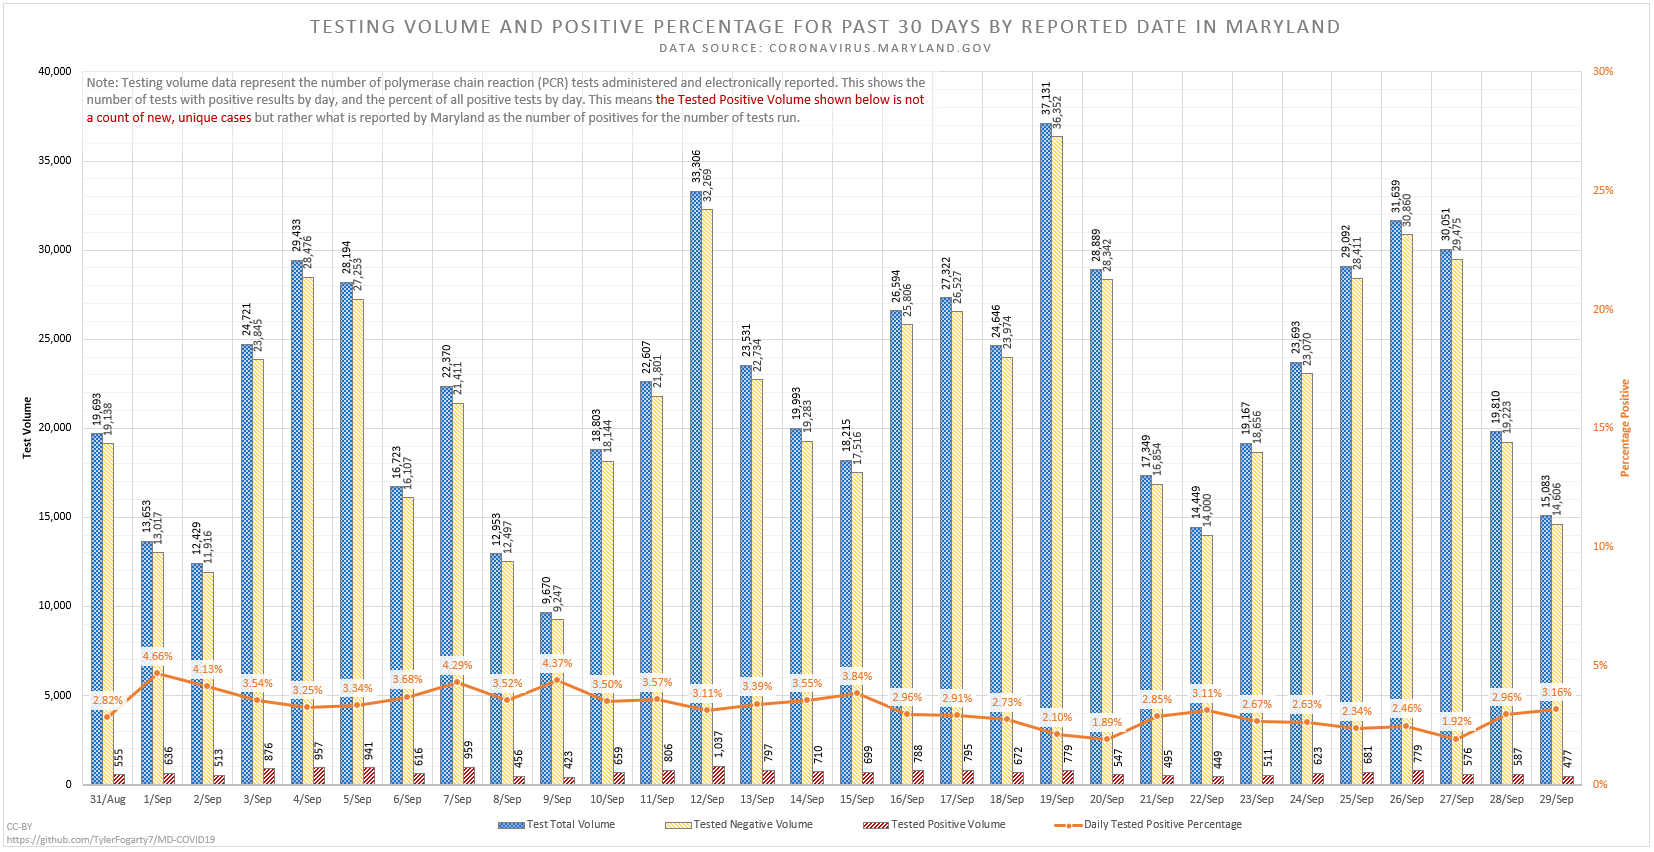 TESTING VOLUME AND POSITIVE PERCENTAGE FOR PAST 30 DAYS BY REPORTED DATE IN MARYLAND
DATA SOURCE: CORONAVIRUS.MARYLAND.GOV
Note: Testing volume data represent the number of polymerase chain reaction (PCR) tests administered and electronically reported. This shows the
number of tests with positive results by day, and the percent of all positive tests by day. This means the Tested Positive Volume shown below is not
a count of new, unique cases but rather what is reported by Maryland as the number of positives for the number of tests run.
Test Volume
40,000
35,000
30,000
25,000
20,000
15,000
10,000
5,000
0
19,693 19,138 2.82% 555
13,653 13,017 4.66% 636
12,429 11,916 4.13% 513
24,721 23,845 3.54% 876
29,433 28,476 3.25% 957
28,194 27,253 3.34% 941
16,723 16,107 3.68% 616
22,370 21,411 4.29% 959
12,953 12,497 3.52% 456
9,670 9,247 4.37% 423
18,803 18,144 3.50% 659
22,607 21,801 3.57% 806
33,306 32,269 3.11% 1,037
23,531 22,734 3.39% 797
19,993 19,283 3.55% 710
18,215 17,516 3.84% 699
26,594 25,806 2.96% 788
27,322 26,527 2.91% 795
24,646 23,974 2.73% 672
37,131 36,352 2.10% 779
28,889 28,342 1.89% 547
17,349 16,854 2.85% 495
14,449 14,000 3.11% 449
19,167 18,656 2.67% 511
23,693 23,070 2.63% 623
29,092 28,411 2.34% 681
31,639 30,860 2.46% 779
30,051 29,475 1.92% 576
19,810 19,223 2.96% 587
15,083 14,606 3.16% 477
30%
25%
20%
15%
10%
5%
0%
Percentage Positive
31/Aug 1/Sep 2/Sep 3/Sep 4/Sep 5/Sep 6/Sep 7/Sep 8/Sep 9/Sep 10/Sep 11/Sep 12/Sep 13/Sep 14/Sep 15/Sep 16/Sep 17/Sep 18/Sep 19/Sep 20/Sep 21/Sep 22/Sep 23/Sep 24/Sep 25/Sep 26/Sep 27/Sep 28/Sep 29/Sep
Test Total Volume Tested Negative Volume Tested Positive Volume Daily Tested Positive Percentage
CC-BY
https://github.com/TylerFogarty7/MD-COVID19